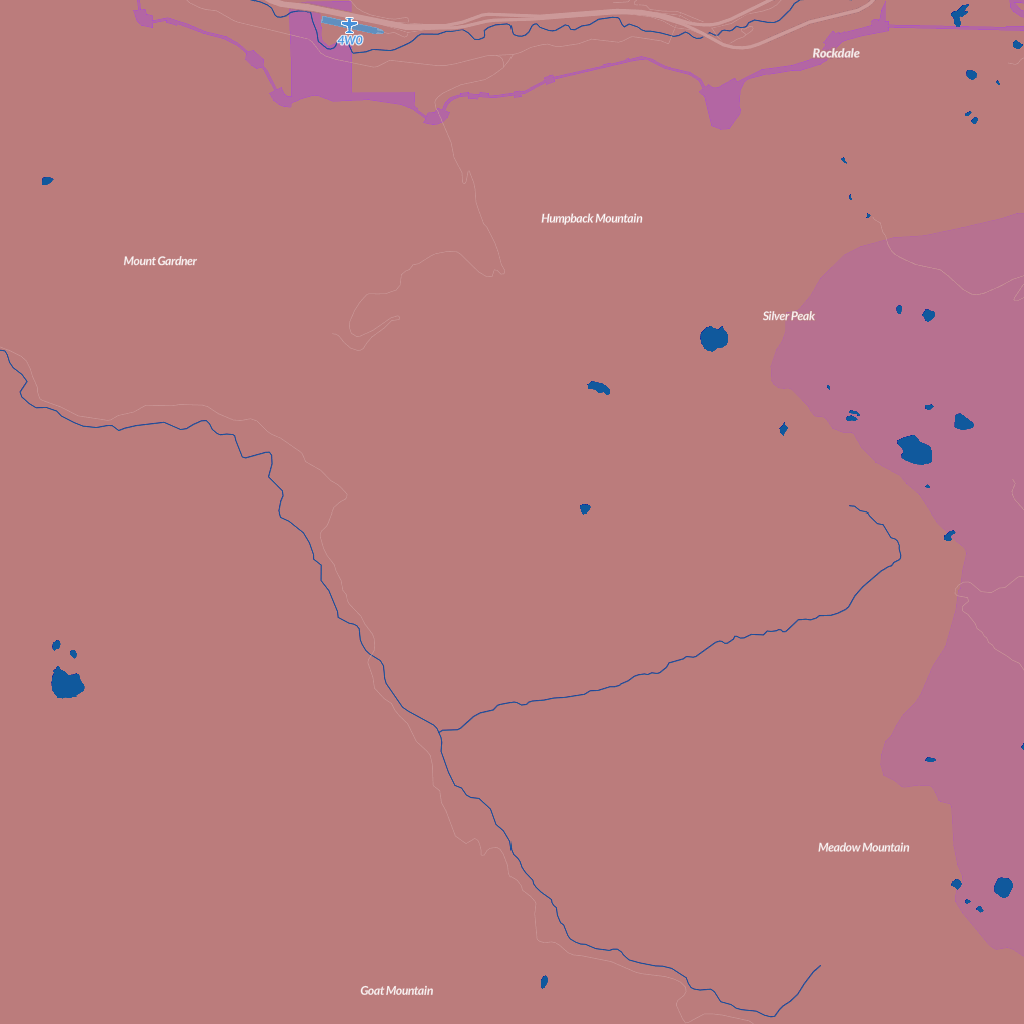 4W0
Rockdale
Humpback Mountain
Mount Gardner
Silver Peak
Meadow Mountain
Goat Mountain